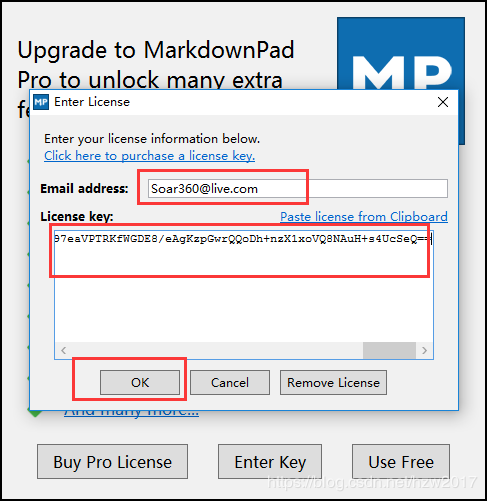 Upgrade to MarkdownPad
Pro to unlock many extra
fe
MP
MP Enter License
Enter your license information below.
Click here to purchase a license key.
Email address: Soar360@live.com
License key: Paste license from Clipboard
97eaVPTRKfWGDE8/eAgKzpGwrQQoDh+nzX1xoVQ8NAuH+s4UcSeQ==
OK Cancel Remove License
And many more...
Buy Pro License Enter Key Use Free
https://blog.csdn.net/hzw2017